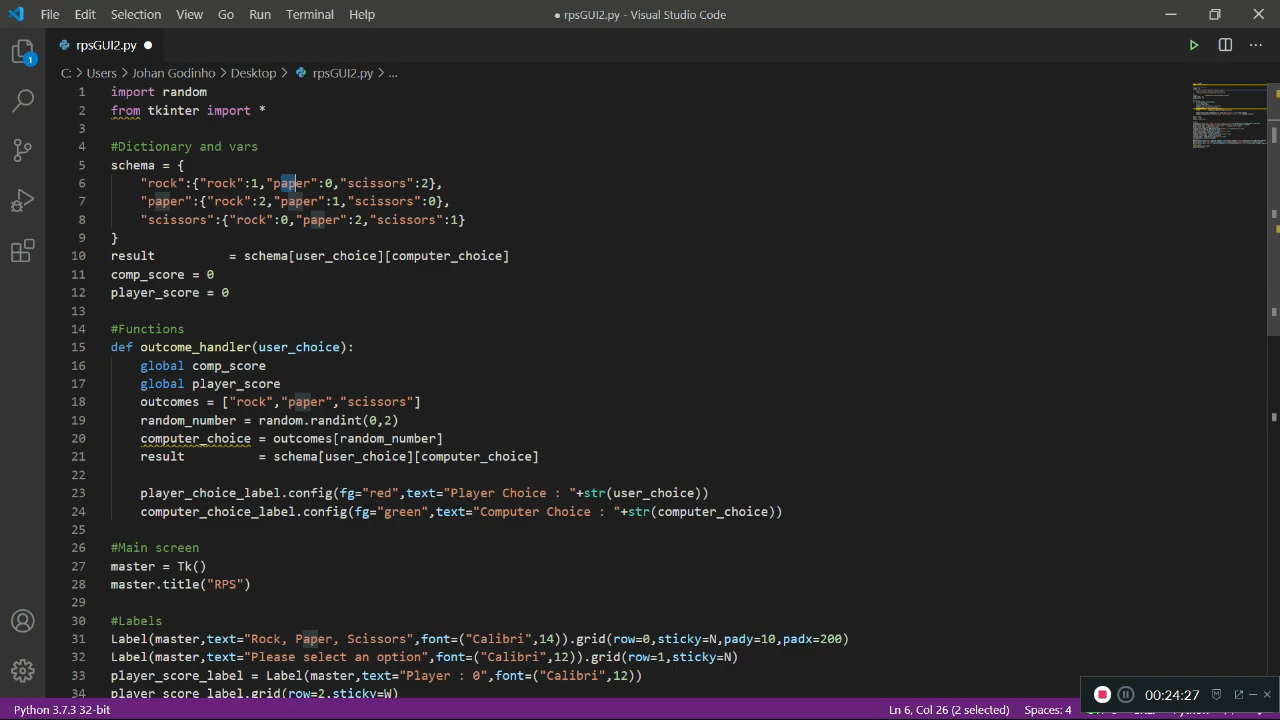 File Edit Selection View Go Run Terminal Help
● rpsGUI2.py - Visual Studio Code
rpsGUI2.py ●
C: > Users > Johan Godinho > Desktop > rpsGUI2.py > ...
1 import random
2 from tkinter import *
3
4 #Dictionary and vars
5 schema = {
6 "rock":{"rock":1,"paper":0,"scissors":2},
7 "paper":{"rock":2,"paper":1,"scissors":0},
8 "scissors":{"rock":0,"paper":2,"scissors":1}
9 }
10 result = schema[user_choice][computer_choice]
11 comp_score = 0
12 player_score = 0
13
14 #Functions
15 def outcome_handler(user_choice):
16 global comp_score
17 global player_score
18 outcomes = ["rock","paper","scissors"]
19 random_number = random.randint(0,2)
20 computer_choice = outcomes[random_number]
21 result = schema[user_choice][computer_choice]
22
23 player_choice_label.config(fg="red",text="Player Choice : "+str(user_choice))
24 computer_choice_label.config(fg="green",text="Computer Choice : "+str(computer_choice))
25
26 #Main screen
27 master = Tk()
28 master.title("RPS")
29
30 #Labels
31 Label(master,text="Rock, Paper, Scissors",font=("Calibri",14)).grid(row=0,sticky=N,pady=10,padx=200)
32 Label(master,text="Please select an option",font=("Calibri",12)).grid(row=1,sticky=N)
33 player_score_label = Label(master,text="Player : 0",font=("Calibri",12))
34 player_score_label.grid(row=2,sticky=W)
1
00:24:27
Python 3.7.3 32-bit
Ln 6, Col 26 (2 selected) Spaces: 4